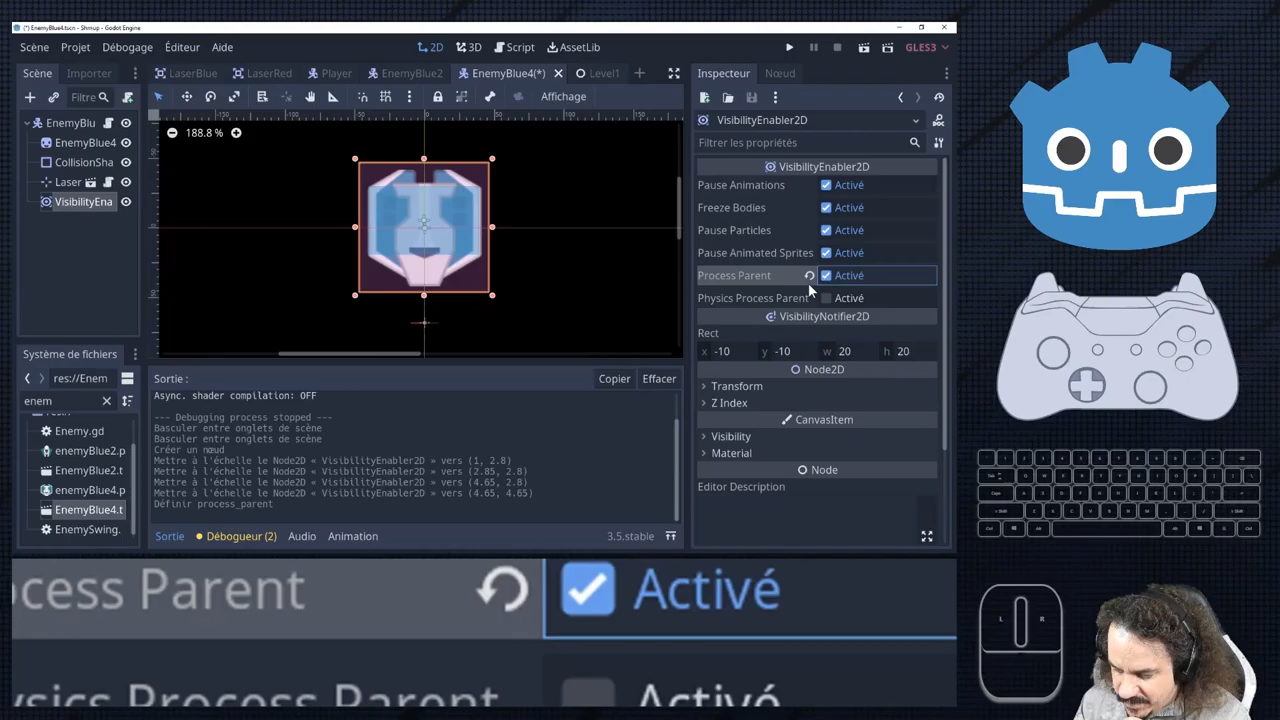 (*) EnemyBlue4.tscn - Shmup - Godot Engine
Scène Projet Débogage Éditeur Aide
2D 3D Script AssetLib
GLES3
Scène Importer
LaserBlue LaserRed Player EnemyBlue2 EnemyBlue4(*) Level1
Inspecteur Nœud
Filtre
Affichage
188.8 %
EnemyBlu
EnemyBlue4
CollisionSha
Laser
VisibilityEna
VisibilityEnabler2D
Filtrer les propriétés
VisibilityEnabler2D
Pause Animations Activé
Freeze Bodies Activé
Pause Particles Activé
Pause Animated Sprites Activé
Process Parent Activé
Physics Process Parent Activé
VisibilityNotifier2D
Rect
x -10 y -10 w 20 h 20
Node2D
Transform
Z Index
CanvasItem
Visibility
Material
Node
Editor Description
Système de fichiers
res://Enem
enem
Enemy.gd
enemyBlue2.p
EnemyBlue2.t
enemyBlue4.p
EnemyBlue4.t
EnemySwing.
Sortie :
Copier Effacer
Async. shader compilation: OFF
--- Debugging process stopped ---
Basculer entre onglets de scène
Basculer entre onglets de scène
Créer un nœud
Mettre à l'échelle le Node2D « VisibilityEnabler2D » vers (1, 2.8)
Mettre à l'échelle le Node2D « VisibilityEnabler2D » vers (2.85, 2.8)
Mettre à l'échelle le Node2D « VisibilityEnabler2D » vers (4.65, 2.8)
Mettre à l'échelle le Node2D « VisibilityEnabler2D » vers (4.65, 4.65)
Définir process_parent
Sortie Débogueur (2) Audio Animation 3.5.stable
ocess Parent Activé
ysics Process Parent Activé
L R